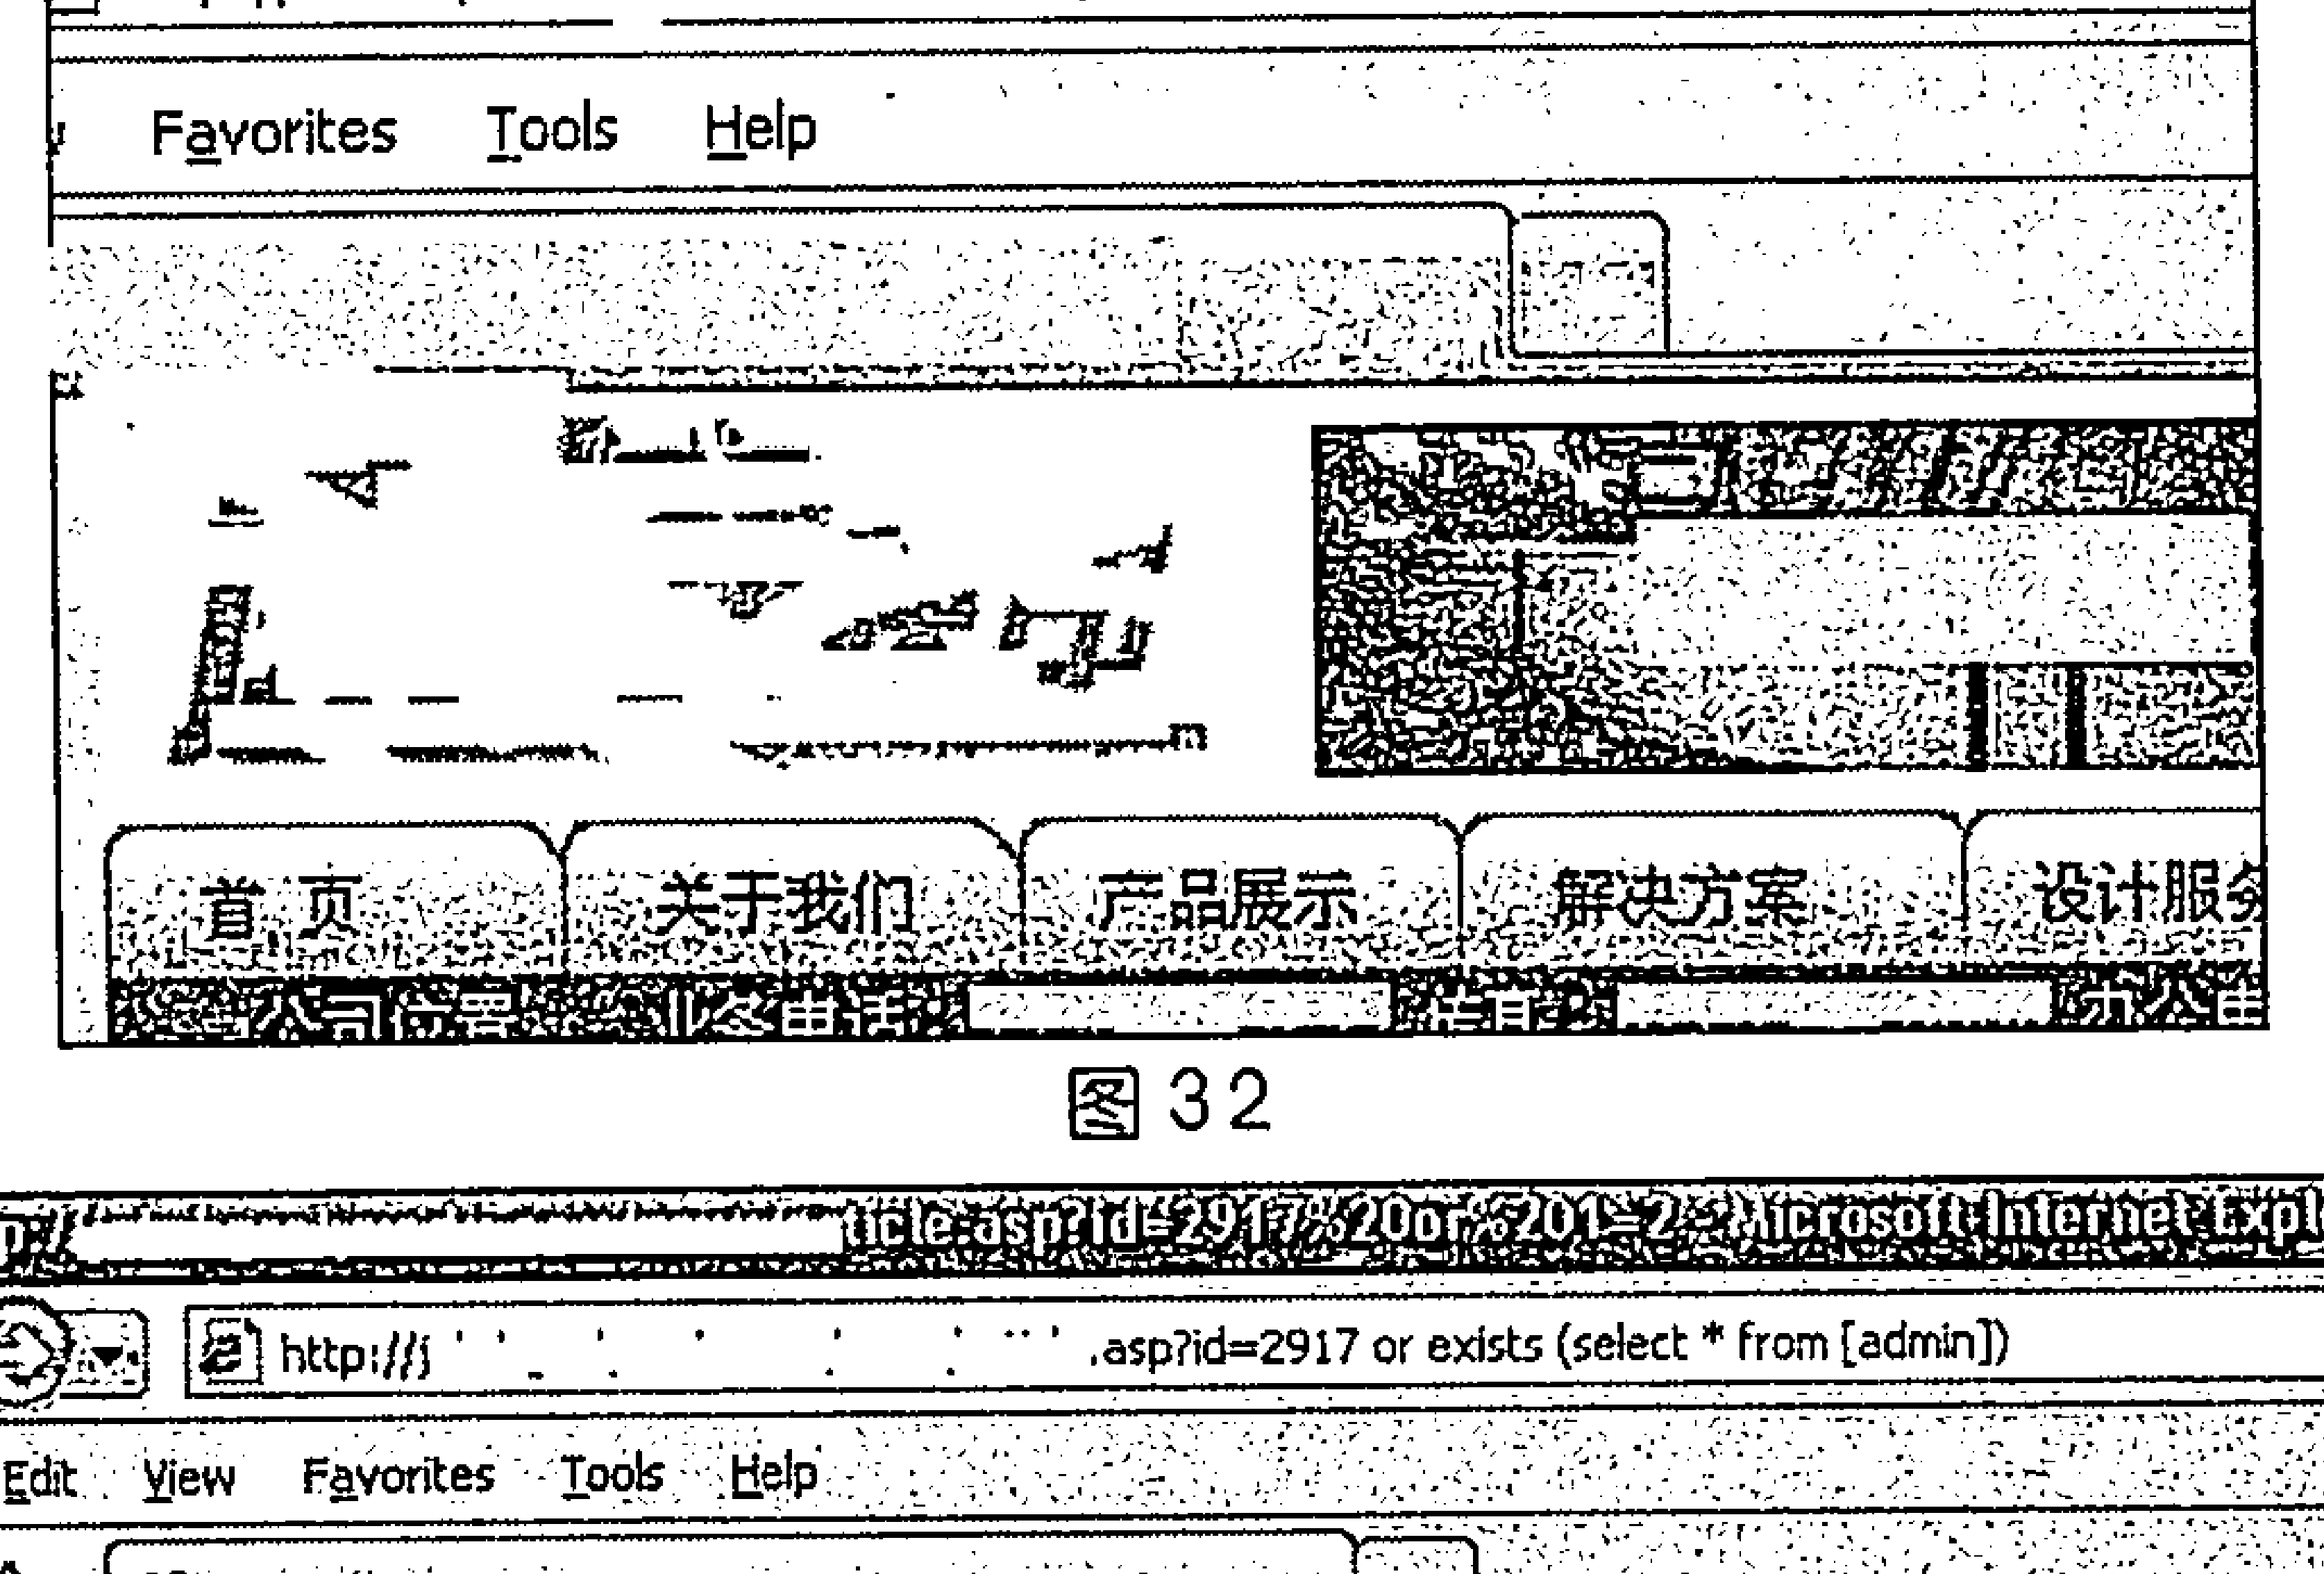 Favorites Tools Help
首 页 关于我们 产品展示 解决方案 设计服务
图 32
ticle.asp?id=2917%20or%201=2 - Microsoft Internet Expl
http://j .asp?id=2917 or exists (select * from [admin])
Edit View Favorites Tools Help